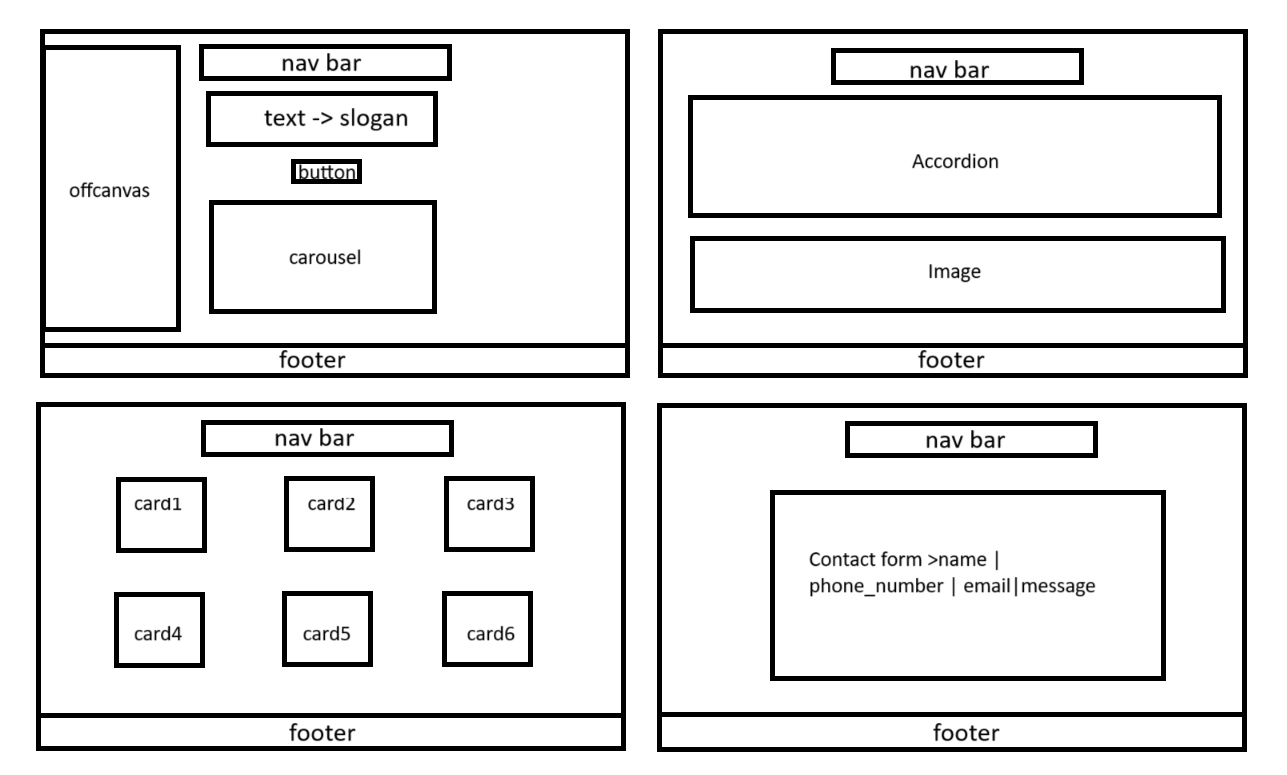 nav bar
text -> slogan
button
offcanvas
carousel
footer
nav bar
Accordion
Image
footer
nav bar
card1
card2
card3
card4
card5
card6
footer
nav bar
Contact form >name |
phone_number | email|message
footer